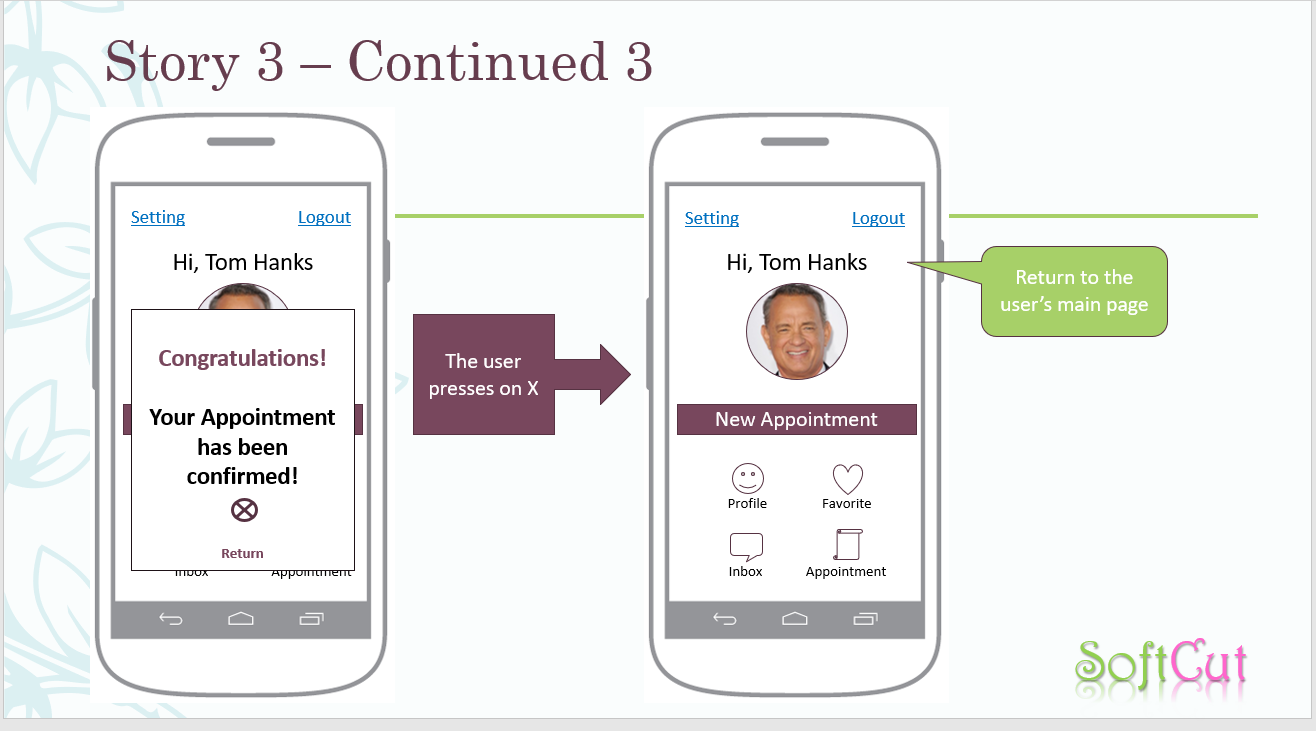 Story 3 – Continued 3
Setting Logout
Hi, Tom Hanks
Congratulations!
Your Appointment
has been
confirmed!
Return
Inbox Appointment
The user
presses on X
Setting Logout
Hi, Tom Hanks
New Appointment
Profile Favorite
Inbox Appointment
Return to the
user’s main page
SoftCut